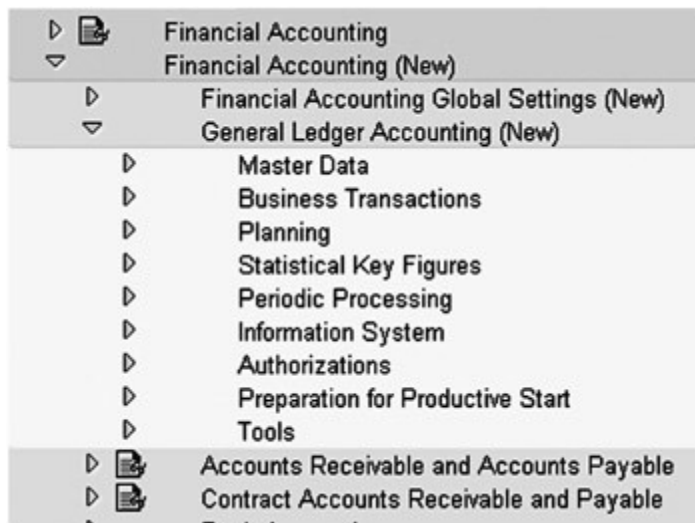 Financial Accounting
Financial Accounting (New)
Financial Accounting Global Settings (New)
General Ledger Accounting (New)
Master Data
Business Transactions
Planning
Statistical Key Figures
Periodic Processing
Information System
Authorizations
Preparation for Productive Start
Tools
Accounts Receivable and Accounts Payable
Contract Accounts Receivable and Payable